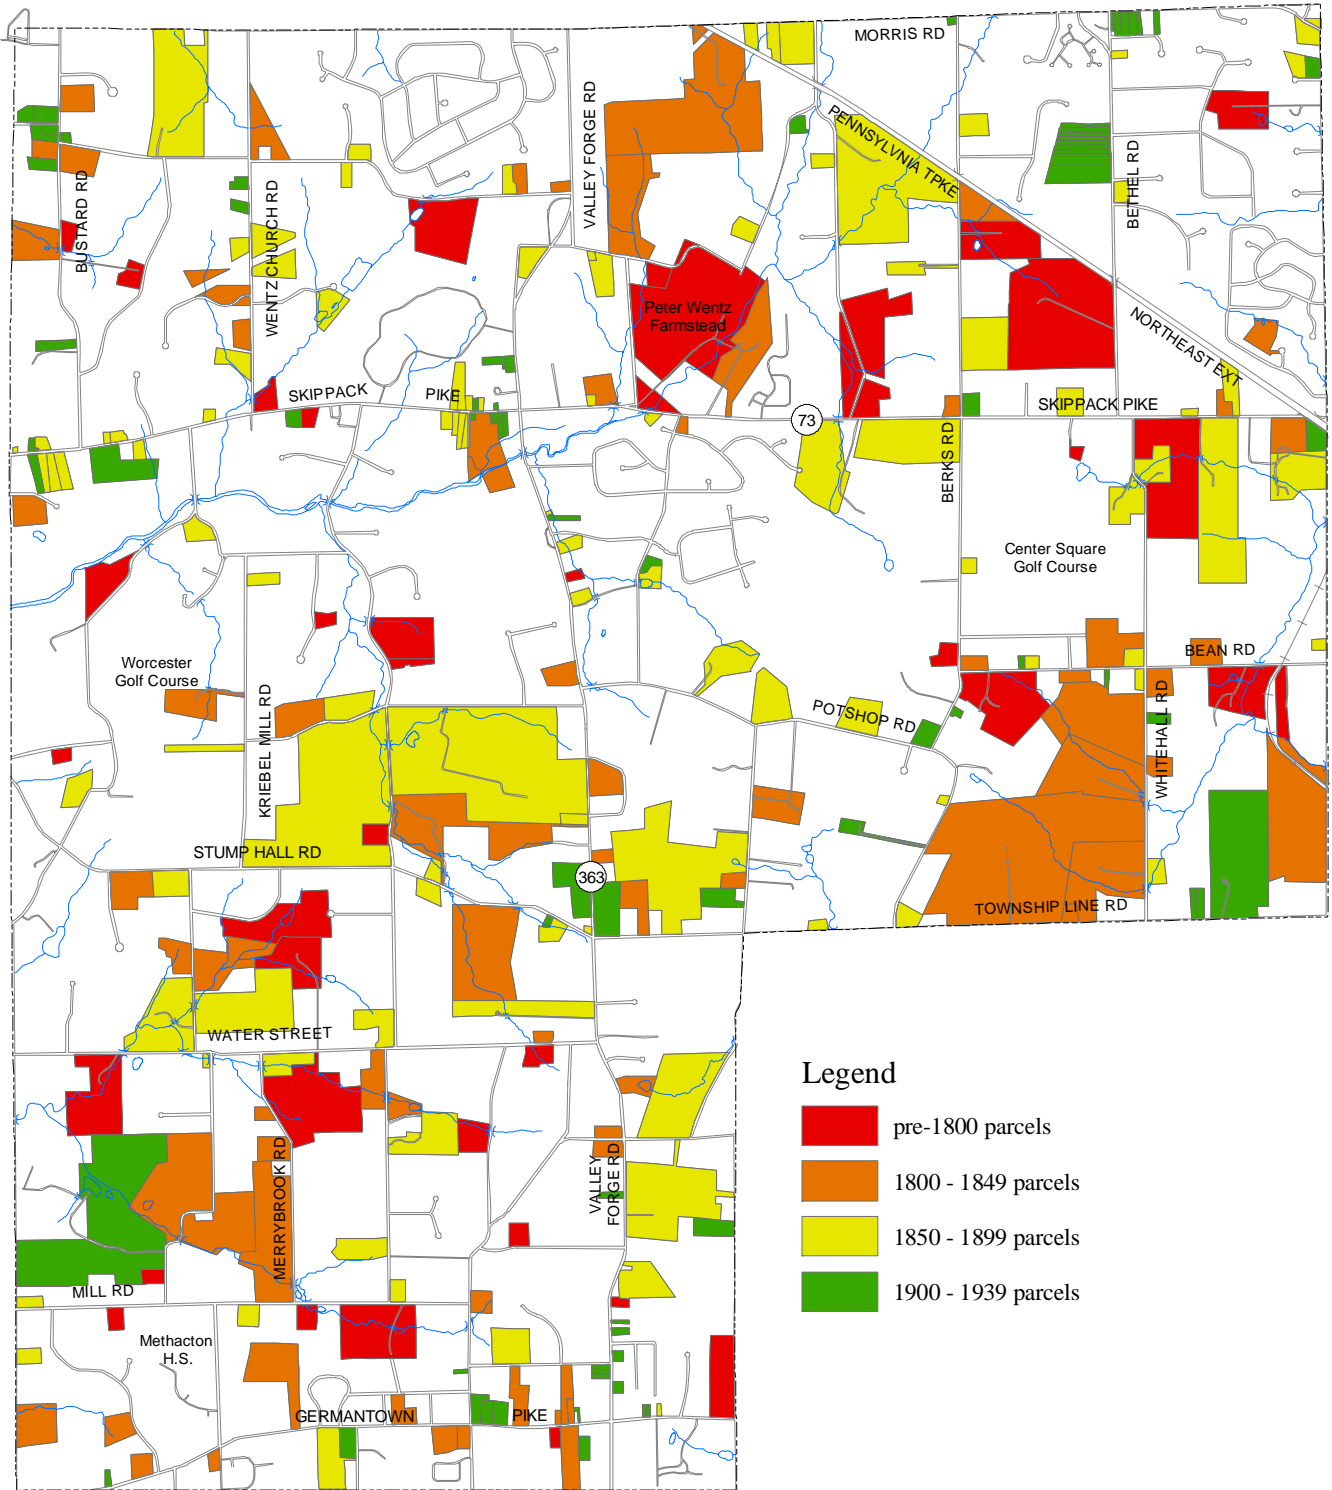 MORRIS RD
VALLEY FORGE RD
PENNSYLVNIA TPKE
BETHEL RD
BUSTARD RD
WENTZ CHURCH RD
Peter Wentz
Farmstead
NORTHEAST EXT
SKIPPACK
PIKE
SKIPPACK PIKE
73
BERKS RD
Center Square
Golf Course
BEAN RD
Worcester
Golf Course
KRIEBEL MILL RD
POTSHOP RD
WHITEHALL RD
STUMP HALL RD
363
TOWNSHIP LINE RD
WATER STREET
Legend
pre-1800 parcels
1800 - 1849 parcels
1850 - 1899 parcels
1900 - 1939 parcels
MERRYBROOK RD
VALLEY
FORGE RD
MILL RD
Methacton
H.S.
GERMANTOWN
PIKE